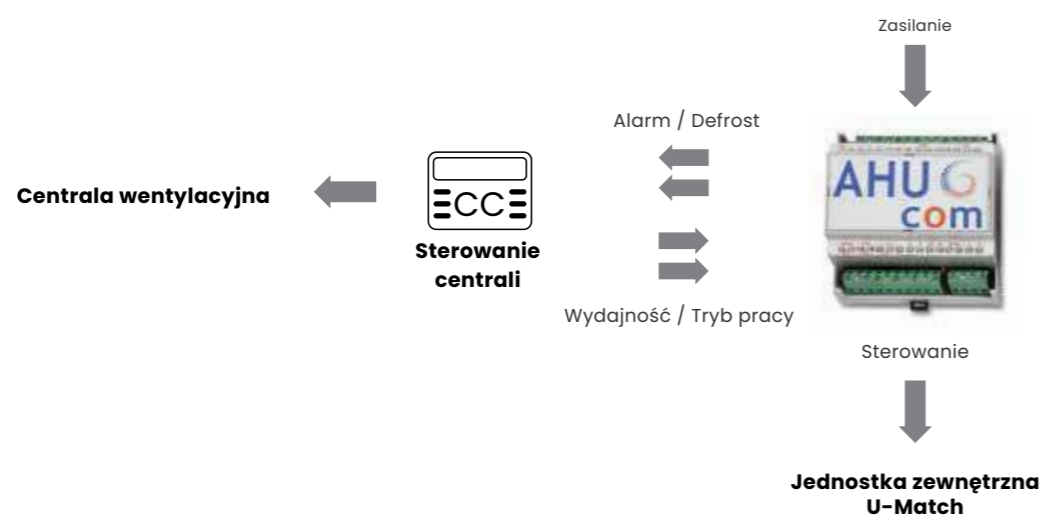 Zasilanie
Alarm / Defrost
AHU
com
Centrala wentylacyjna
CC
Sterowanie
centrali
Wydajność / Tryb pracy
Sterowanie
Jednostka zewnętrzna
U-Match